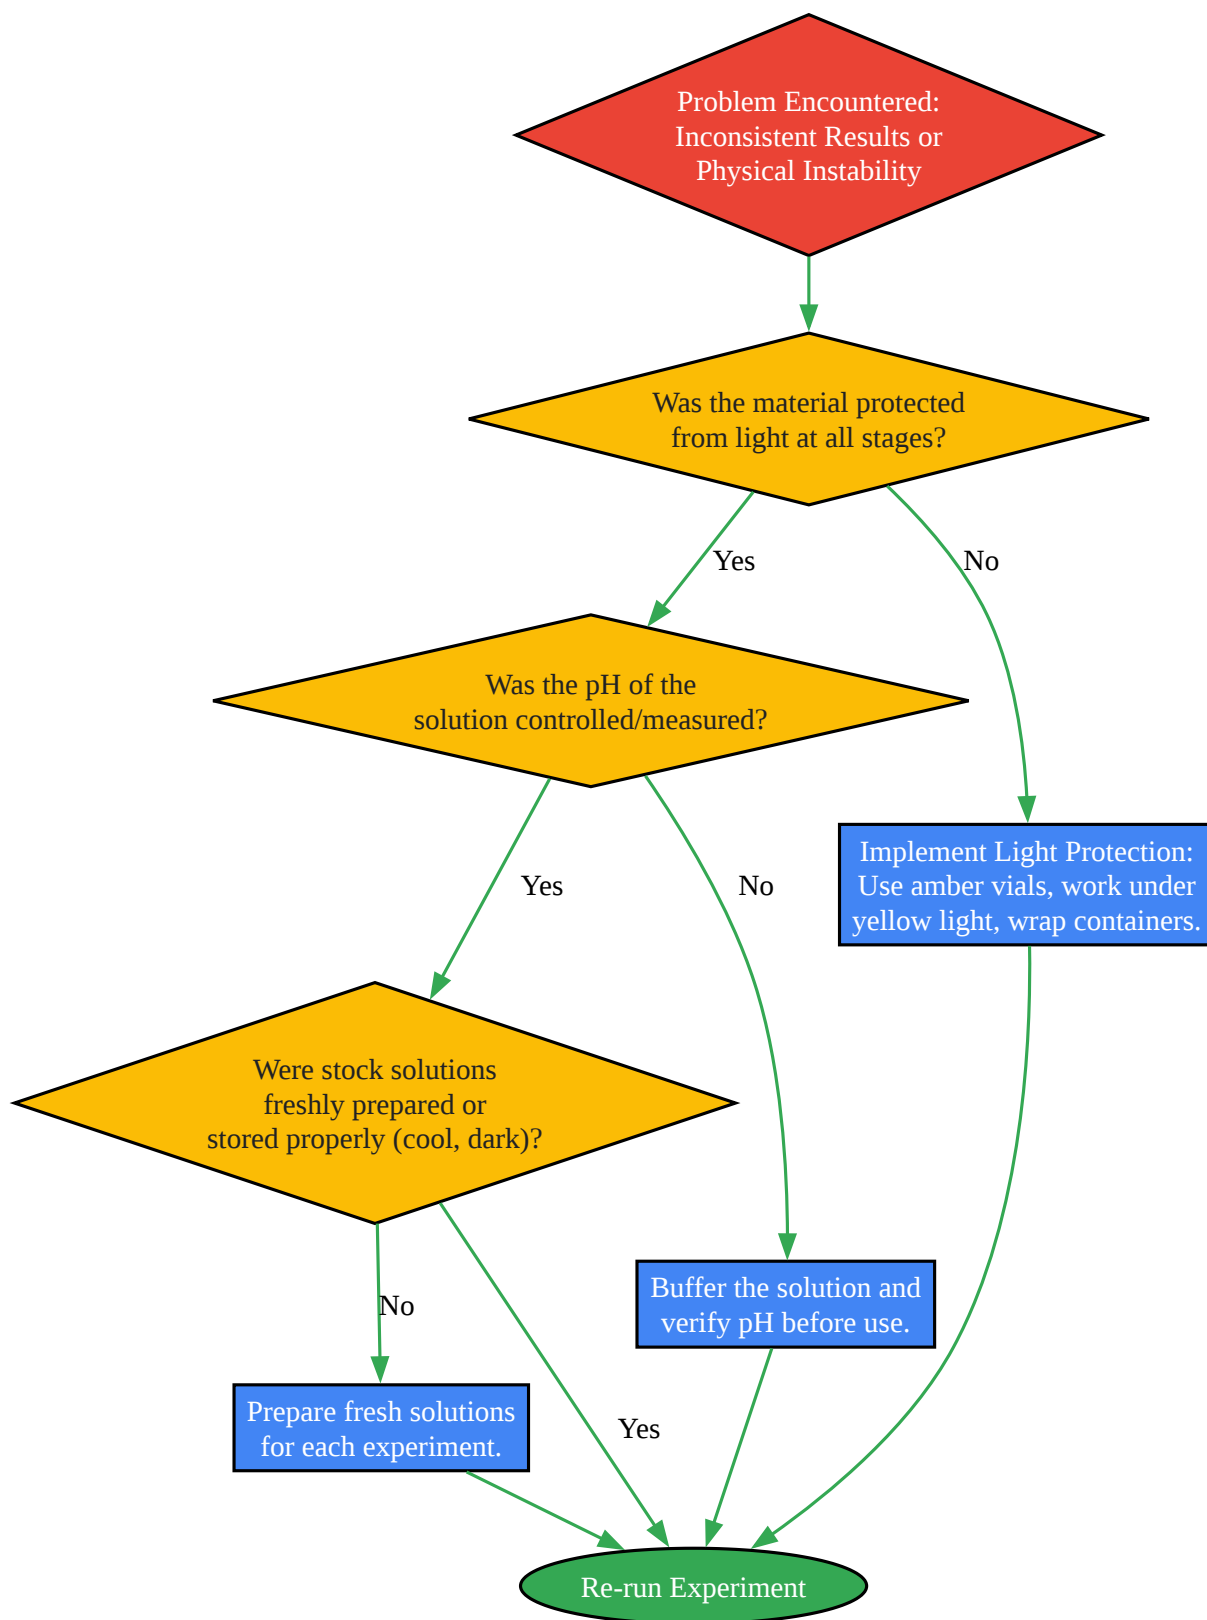 Problem Encountered:
Inconsistent Results or
Physical Instability
Was the material protected
from light at all stages?
Yes
No
Was the pH of the
solution controlled/measured?
Implement Light Protection:
Use amber vials, work under
yellow light, wrap containers.
Yes
No
Were stock solutions
freshly prepared or
stored properly (cool, dark)?
Buffer the solution and
verify pH before use.
No
Prepare fresh solutions
for each experiment.
Yes
Re-run Experiment